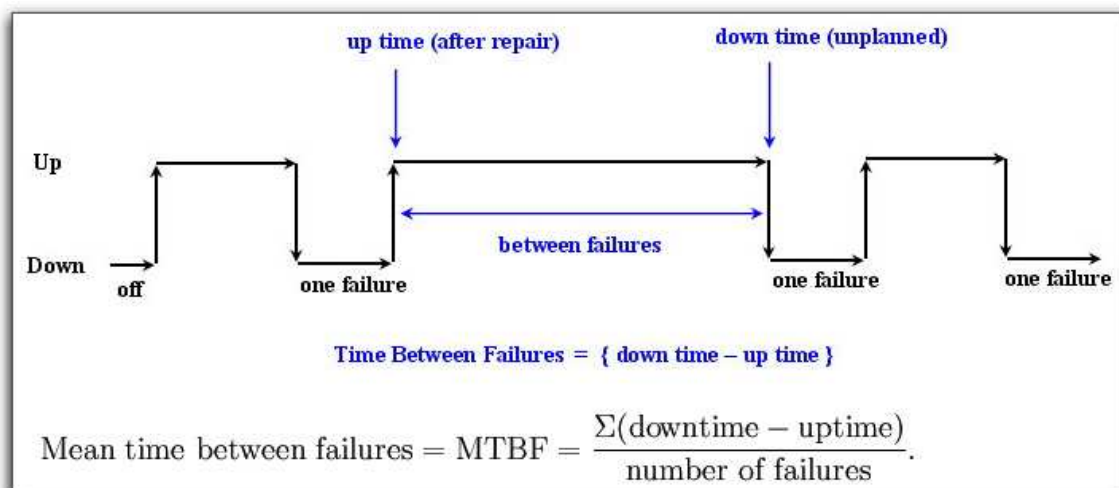 up time (after repair)
down time (unplanned)
Up
between failures
Down
off
one failure
one failure
one failure
Time Between Failures = { down time – up time }
Mean time between failures = MTBF = Σ(downtime − uptime) / number of failures.